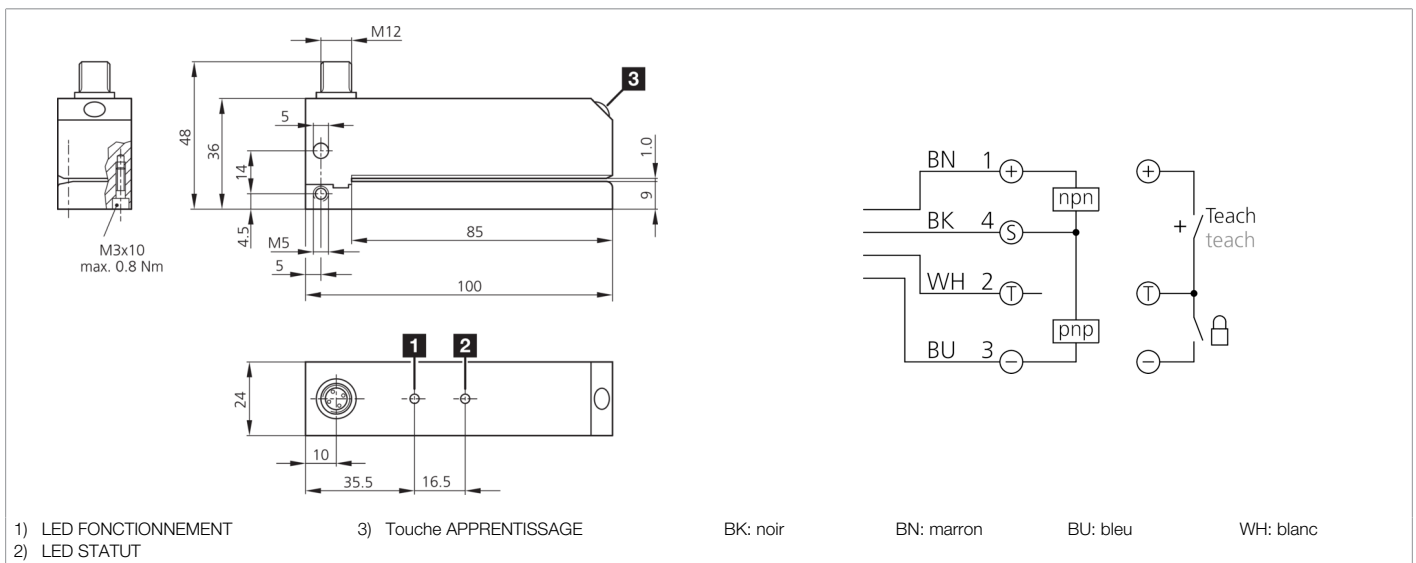 M12
3
5
48
36
14
1.0
9
4.5
M5
85
5
100
M3x10
max. 0.8 Nm
1 2
24
10
35.5 16.5
BN 1 +
npn
BK 4 S
WH 2 T
pnp
BU 3 −
+
+ Teach
teach
T
−
1) LED FONCTIONNEMENT 3) Touche APPRENTISSAGE BK: noir BN: marron BU: bleu WH: blanc
2) LED STATUT